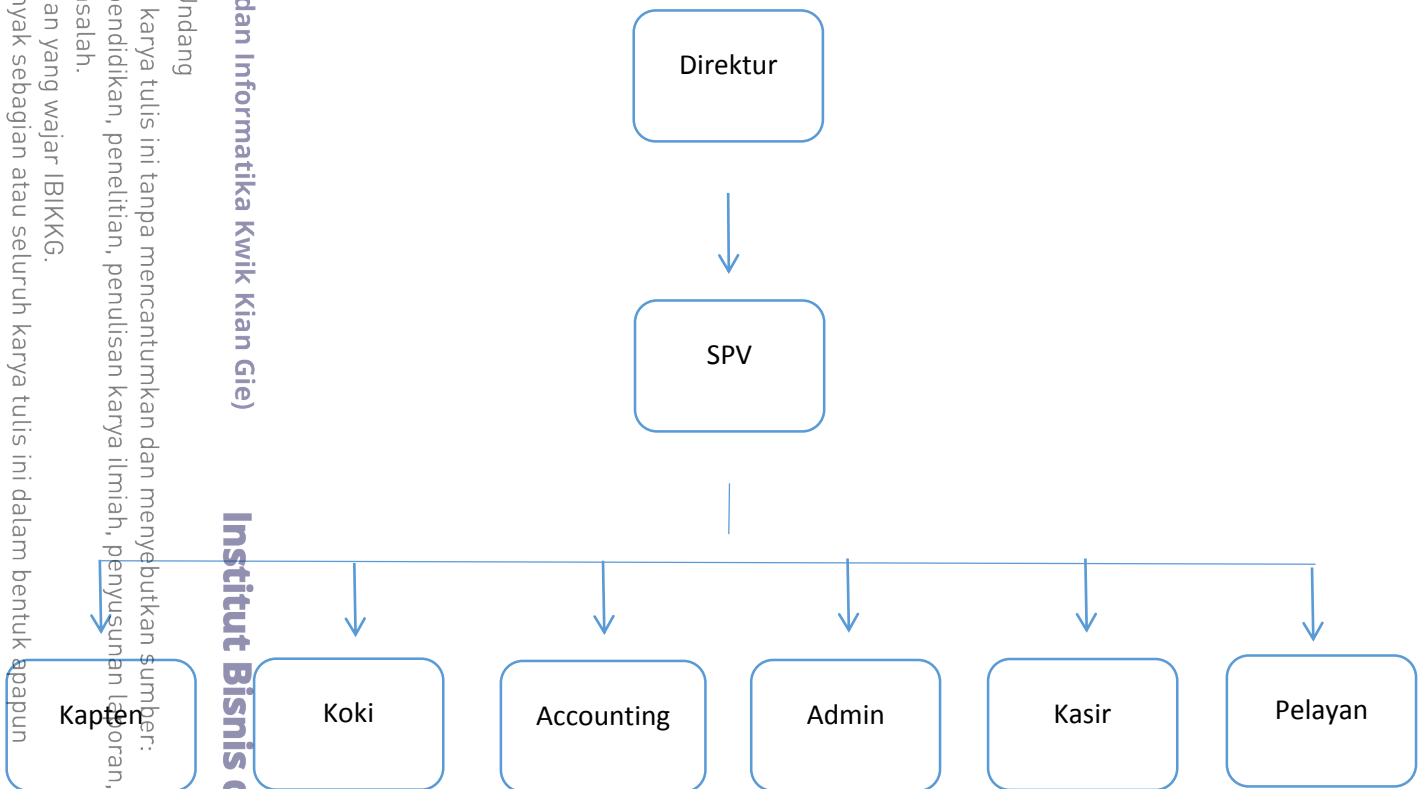 Direktur
SPV
Kapten
Koki
Accounting
Admin
Kasir
Pelayan
Institut Bisnis
dan Informatika Kwik Kian Gie)
karya tulis ini tanpa mencantumkan dan menyebutkan sumber:
pendidikan, penelitian, penulisan karya ilmiah, penyusunan laporan,
an yang wajar IBIKKG.
nyak sebagian atau seluruh karya tulis ini dalam bentuk apapun